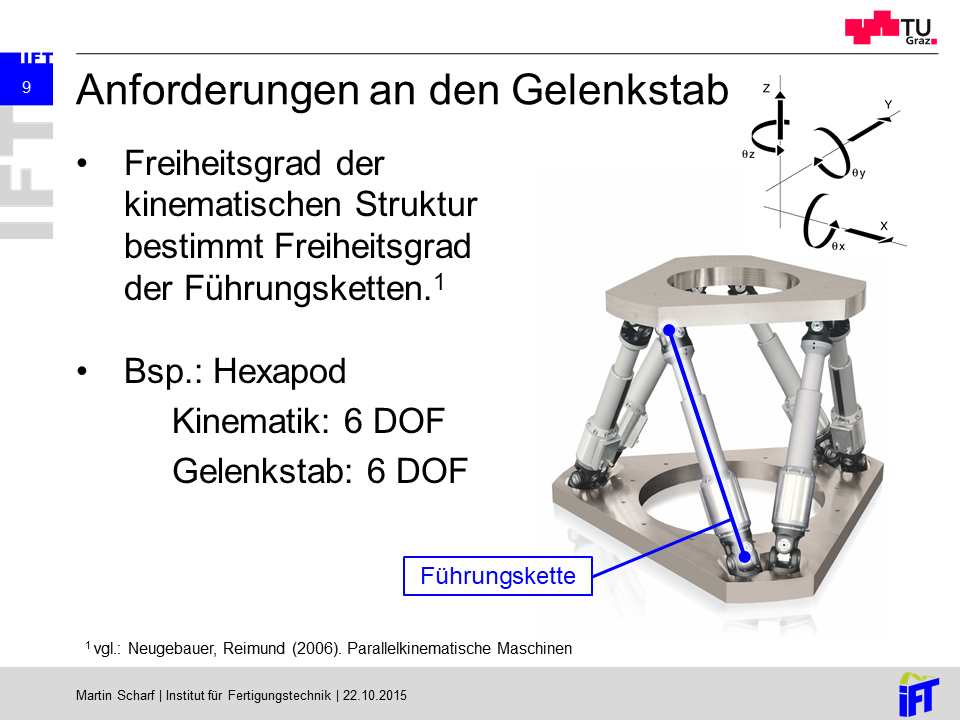 TU
Graz
IFT
9
IFT
Anforderungen an den Gelenkstab
• Freiheitsgrad der
kinematischen Struktur
bestimmt Freiheitsgrad
der Führungsketten.¹
• Bsp.: Hexapod
Kinematik: 6 DOF
Gelenkstab: 6 DOF
Z
Y
θz
θy
X
θx
Führungskette
¹ vgl.: Neugebauer, Reimund (2006). Parallelkinematische Maschinen
Martin Scharf | Institut für Fertigungstechnik | 22.10.2015
iFT